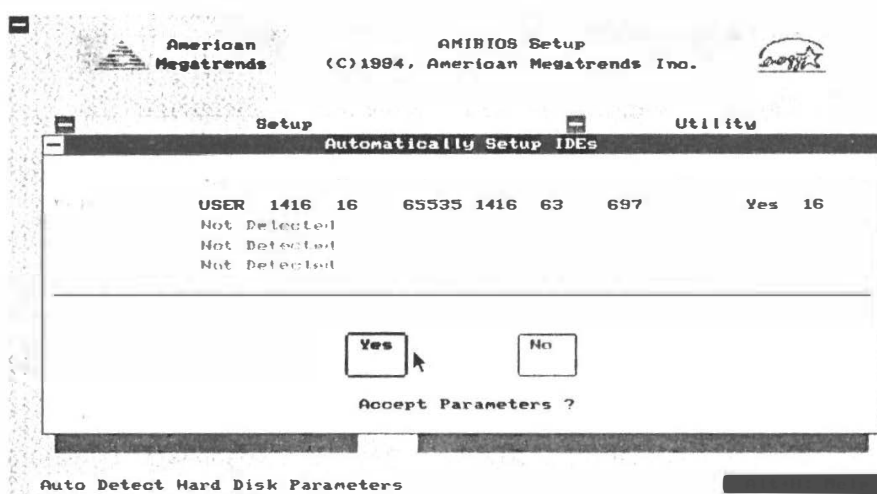 American
Megatrends
AMIBIOS Setup
(C)1994, American Megatrends Inc.
energy
Setup
Utility
Automatically Setup IDEs
USER 1416 16 65535 1416 63 697 Yes 16
Not Detected
Not Detected
Not Detected
Yes
No
Accept Parameters ?
Auto Detect Hard Disk Parameters